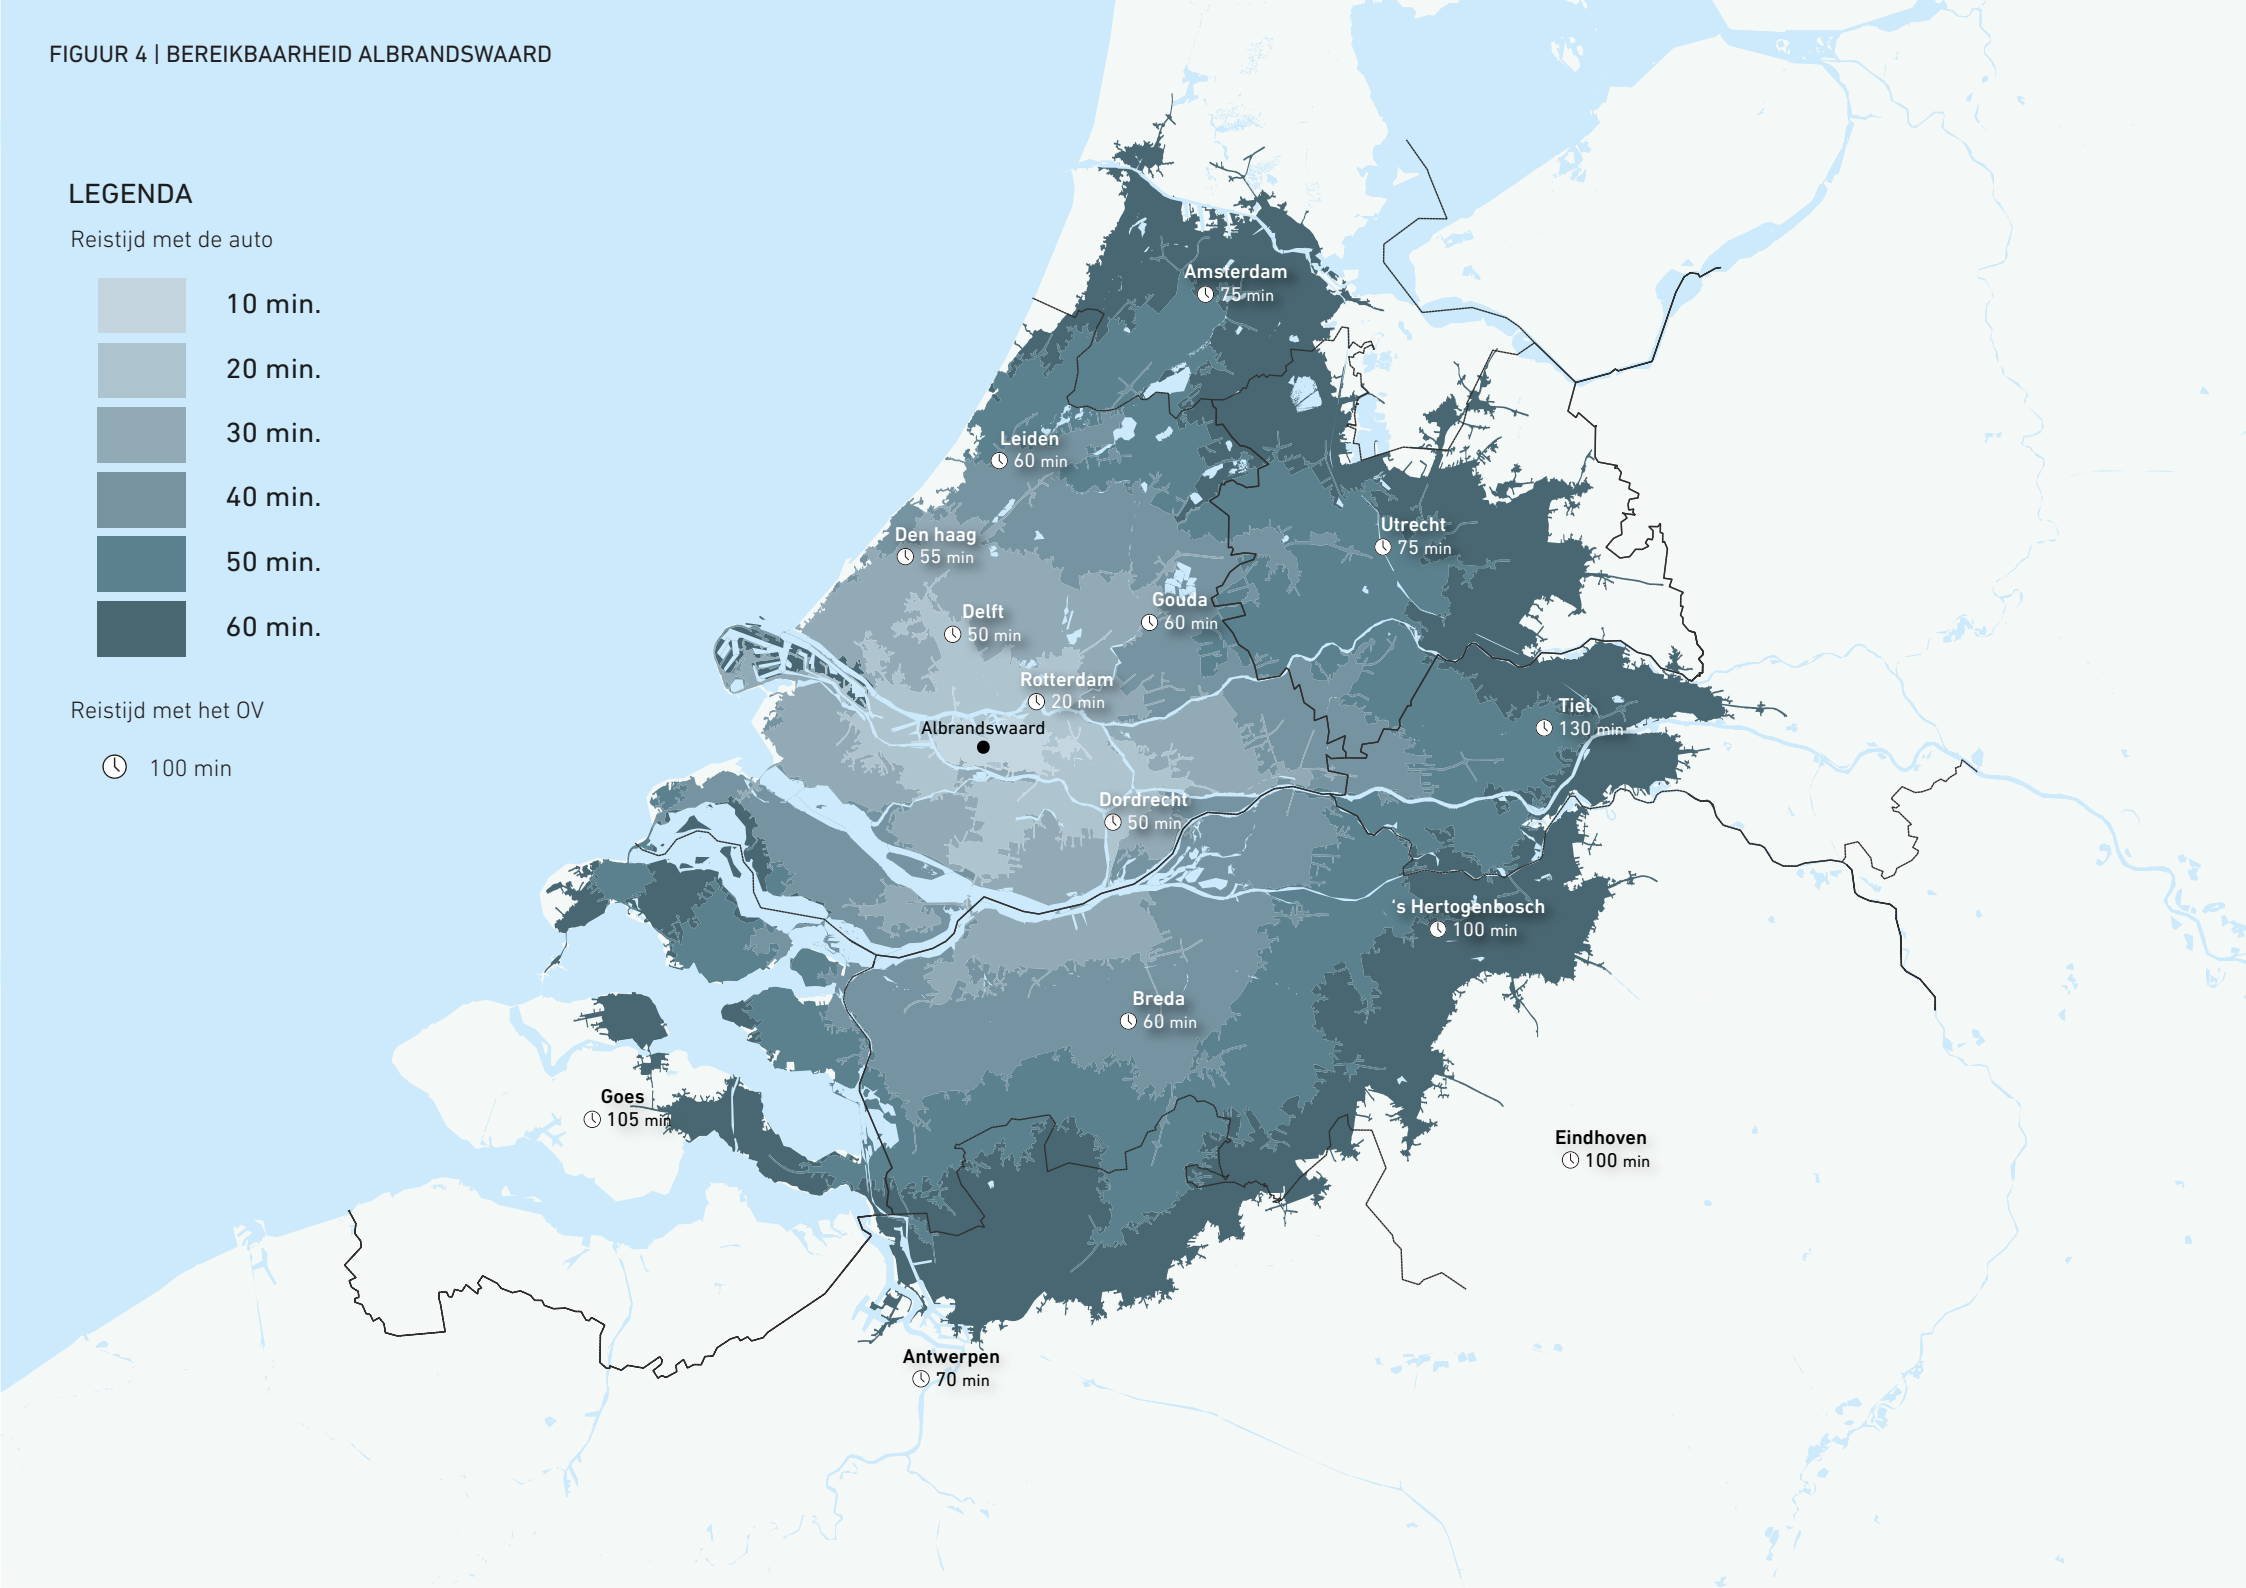 FIGUUR 4 | BEREIKBAARHEID ALBRANDSWAARD
LEGENDA
Reistijd met de auto
10 min.
20 min.
30 min.
40 min.
50 min.
60 min.
Reistijd met het OV
100 min
Amsterdam
75 min
Leiden
60 min
Den haag
55 min
Utrecht
75 min
Delft
50 min
Gouda
60 min
Rotterdam
20 min
Albrandswaard
Tiel
130 min
Dordrecht
50 min
‘s Hertogenbosch
100 min
Breda
60 min
Goes
105 min
Eindhoven
100 min
Antwerpen
70 min